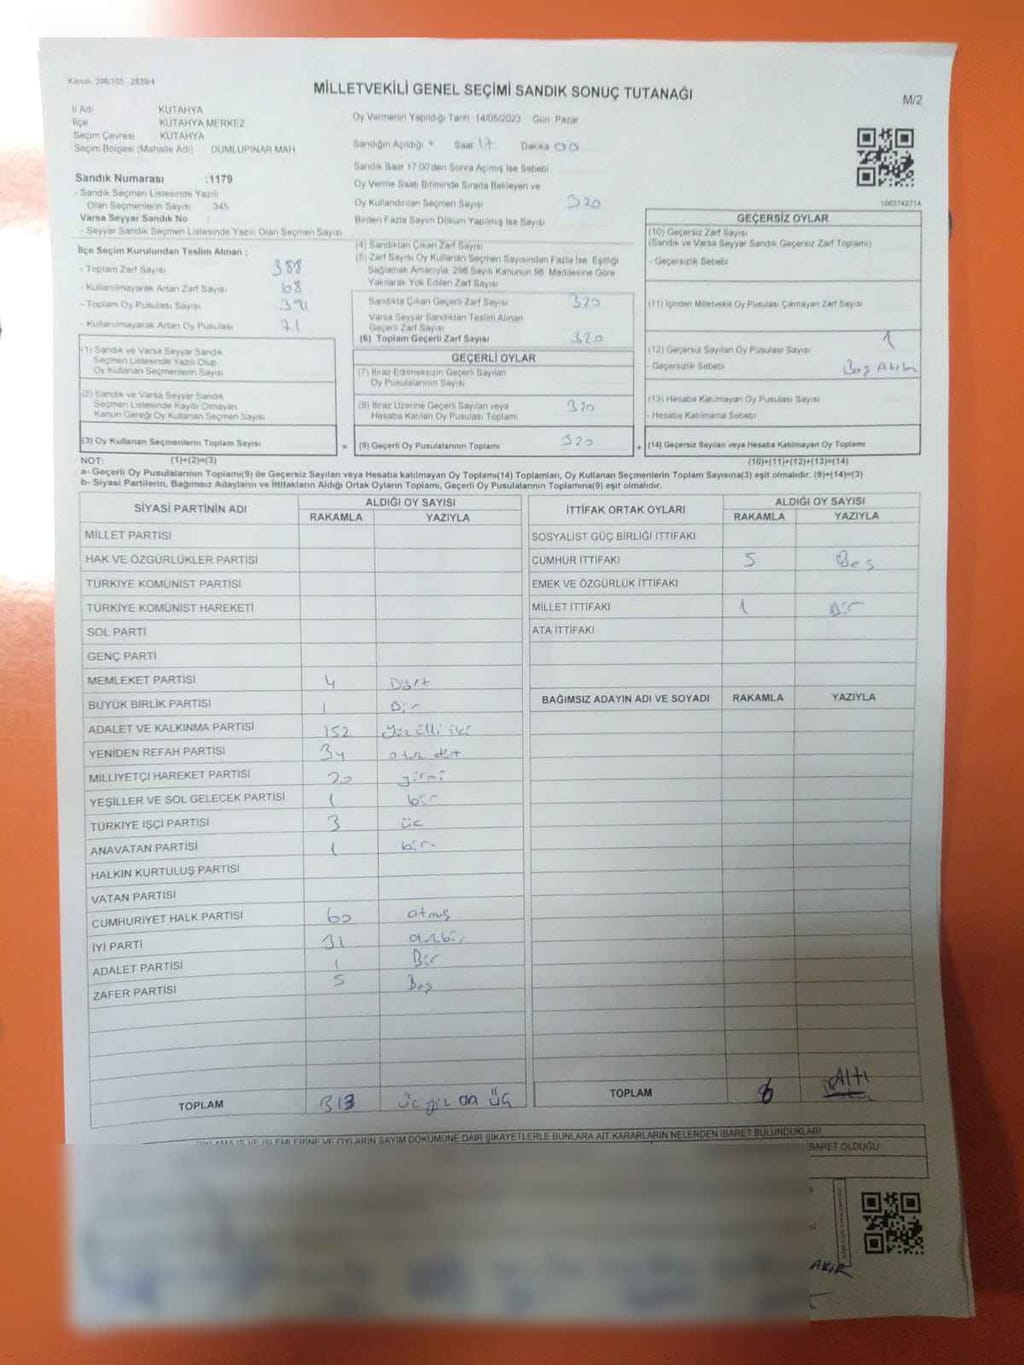 Kanun: 298/105 2839/4
MİLLETVEKİLİ GENEL SEÇİMİ SANDIK SONUÇ TUTANAĞI
M/2
İl Adı KÜTAHYA
İlçe KÜTAHYA MERKEZ
Seçim Çevresi KÜTAHYA
Seçim Bölgesi (Mahalle Adı) DUMLUPINAR MAH.
Sandık Numarası :1179
- Sandık Seçmen Listesinde Yazılı
Olan Seçmenlerin Sayısı 345
Varsa Seyyar Sandık No
- Seyyar Sandık Seçmen Listesinde Yazılı Olan Seçmen Sayısı
İlçe Seçim Kurulundan Teslim Alınan ;
- Toplam Zarf Sayısı 388
- Kullanılmayarak Artan Zarf Sayısı 68
- Toplam Oy Pusulası Sayısı 391
- Kullanılmayarak Artan Oy Pusulası 71
Oy Vermenin Yapıldığı Tarih 14/05/2023 Gün Pazar
Sandığın Açıldığı Saat 17 Dakika 00
Sandık Saat 17.00'den Sonra Açılmış İse Sebebi
Oy Verme Saati Bitiminde Sırada Bekleyen ve
Oy Kullandırılan Seçmen Sayısı 320
Birden Fazla Sayım Döküm Yapılmış İse Sayısı
(4) Sandıktan Çıkan Zarf Sayısı
(5) Zarf Sayısı Oy Kullanan Seçmen Sayısından Fazla İse, Eşitliği
Sağlamak Amacıyla, 298 Sayılı Kanunun 98. Maddesine Göre
Yakılarak Yok Edilen Zarf Sayısı
Sandıkta Çıkan Geçerli Zarf Sayısı 320
Varsa Seyyar Sandıktan Teslim Alınan
Geçerli Zarf Sayısı
(6) Toplam Geçerli Zarf Sayısı 320
1003742714
GEÇERSİZ OYLAR
(10) Geçersiz Zarf Sayısı
(Sandık ve Varsa Seyyar Sandık Geçersiz Zarf Toplamı)
- Geçersizlik Sebebi
(11) İçinden Milletvekili Oy Pusulası Çıkmayan Zarf Sayısı
(12) Geçersiz Sayılan Oy Pusulası Sayısı 1
- Geçersizlik Sebebi Boş
(13) Hesaba Katılmayan Oy Pusulası Sayısı
- Hesaba Katılmama Sebebi
(14) Geçersiz Sayılan veya Hesaba Katılmayan Oy Toplamı
(1) Sandık ve Varsa Seyyar Sandık
Seçmen Listesinde Yazılı Olup
Oy Kullanan Seçmenlerin Sayısı
(2) Sandık ve Varsa Seyyar Sandık
Seçmen Listesinde Kayıtlı Olmayan
Kanun Gereği Oy Kullanan Seçmen Sayısı
(3) Oy Kullanan Seçmenlerin Toplam Sayısı =
GEÇERLİ OYLAR
(7) İtiraz Edilmeksizin Geçerli Sayılan
Oy Pusulalarının Sayısı
(8) İtiraz Üzerine Geçerli Sayılan veya
Hesaba Katılan Oy Pusulası Toplamı 320
(9) Geçerli Oy Pusulalarının Toplamı 320 +
NOT: (1)+(2)=(3) (10)+(11)+(12)+(13)=(14)
a- Geçerli Oy Pusulalarının Toplamı(9) ile Geçersiz Sayılan veya Hesaba katılmayan Oy Toplamı(14) Toplamları, Oy Kullanan Seçmenlerin Toplam Sayısına(3) eşit olmalıdır. (9)+(14)=(3)
b- Siyasi Partilerin, Bağımsız Adayların ve İttifakların Aldığı Ortak Oyların Toplamı, Geçerli Oy Pusulalarının Toplamına(9) eşit olmalıdır.
SİYASİ PARTİNİN ADI ALDIĞI OY SAYISI
RAKAMLA YAZIYLA
MİLLET PARTİSİ
HAK VE ÖZGÜRLÜKLER PARTİSİ
TÜRKİYE KOMÜNİST PARTİSİ
TÜRKİYE KOMÜNİST HAREKETİ
SOL PARTİ
GENÇ PARTİ
MEMLEKET PARTİSİ 4 Dört
BÜYÜK BİRLİK PARTİSİ 1 Bir
ADALET VE KALKINMA PARTİSİ 152 Yüz elli iki
YENİDEN REFAH PARTİSİ 34 otuz dört
MİLLİYETÇİ HAREKET PARTİSİ 20 yirmi
YEŞİLLER VE SOL GELECEK PARTİSİ 1 bir
TÜRKİYE İŞÇİ PARTİSİ 3 üç
ANAVATAN PARTİSİ 1 bir
HALKIN KURTULUŞ PARTİSİ
VATAN PARTİSİ
CUMHURİYET HALK PARTİSİ 60 atmış
İYİ PARTİ 31 otuzbir
ADALET PARTİSİ 1 Bir
ZAFER PARTİSİ 5 Beş
TOPLAM 313 üç yüz on üç
İTTİFAK ORTAK OYLARI ALDIĞI OY SAYISI
RAKAMLA YAZIYLA
SOSYALİST GÜÇ BİRLİĞİ İTTİFAKI
CUMHUR İTTİFAKI 5 Beş
EMEK VE ÖZGÜRLÜK İTTİFAKI
MİLLET İTTİFAKI 1 Bir
ATA İTTİFAKI
BAĞIMSIZ ADAYIN ADI VE SOYADI RAKAMLA YAZIYLA
TOPLAM 6 Altı
OYLAMA İŞ VE İŞLEMLERİNE VE OYLARIN SAYIM DÖKÜMÜNE DAİR ŞİKAYETLERLE BUNLARA AİT KARARLARIN NELERDEN İBARET BULUNDUKLARI
BARET OLDUĞU
AKIR